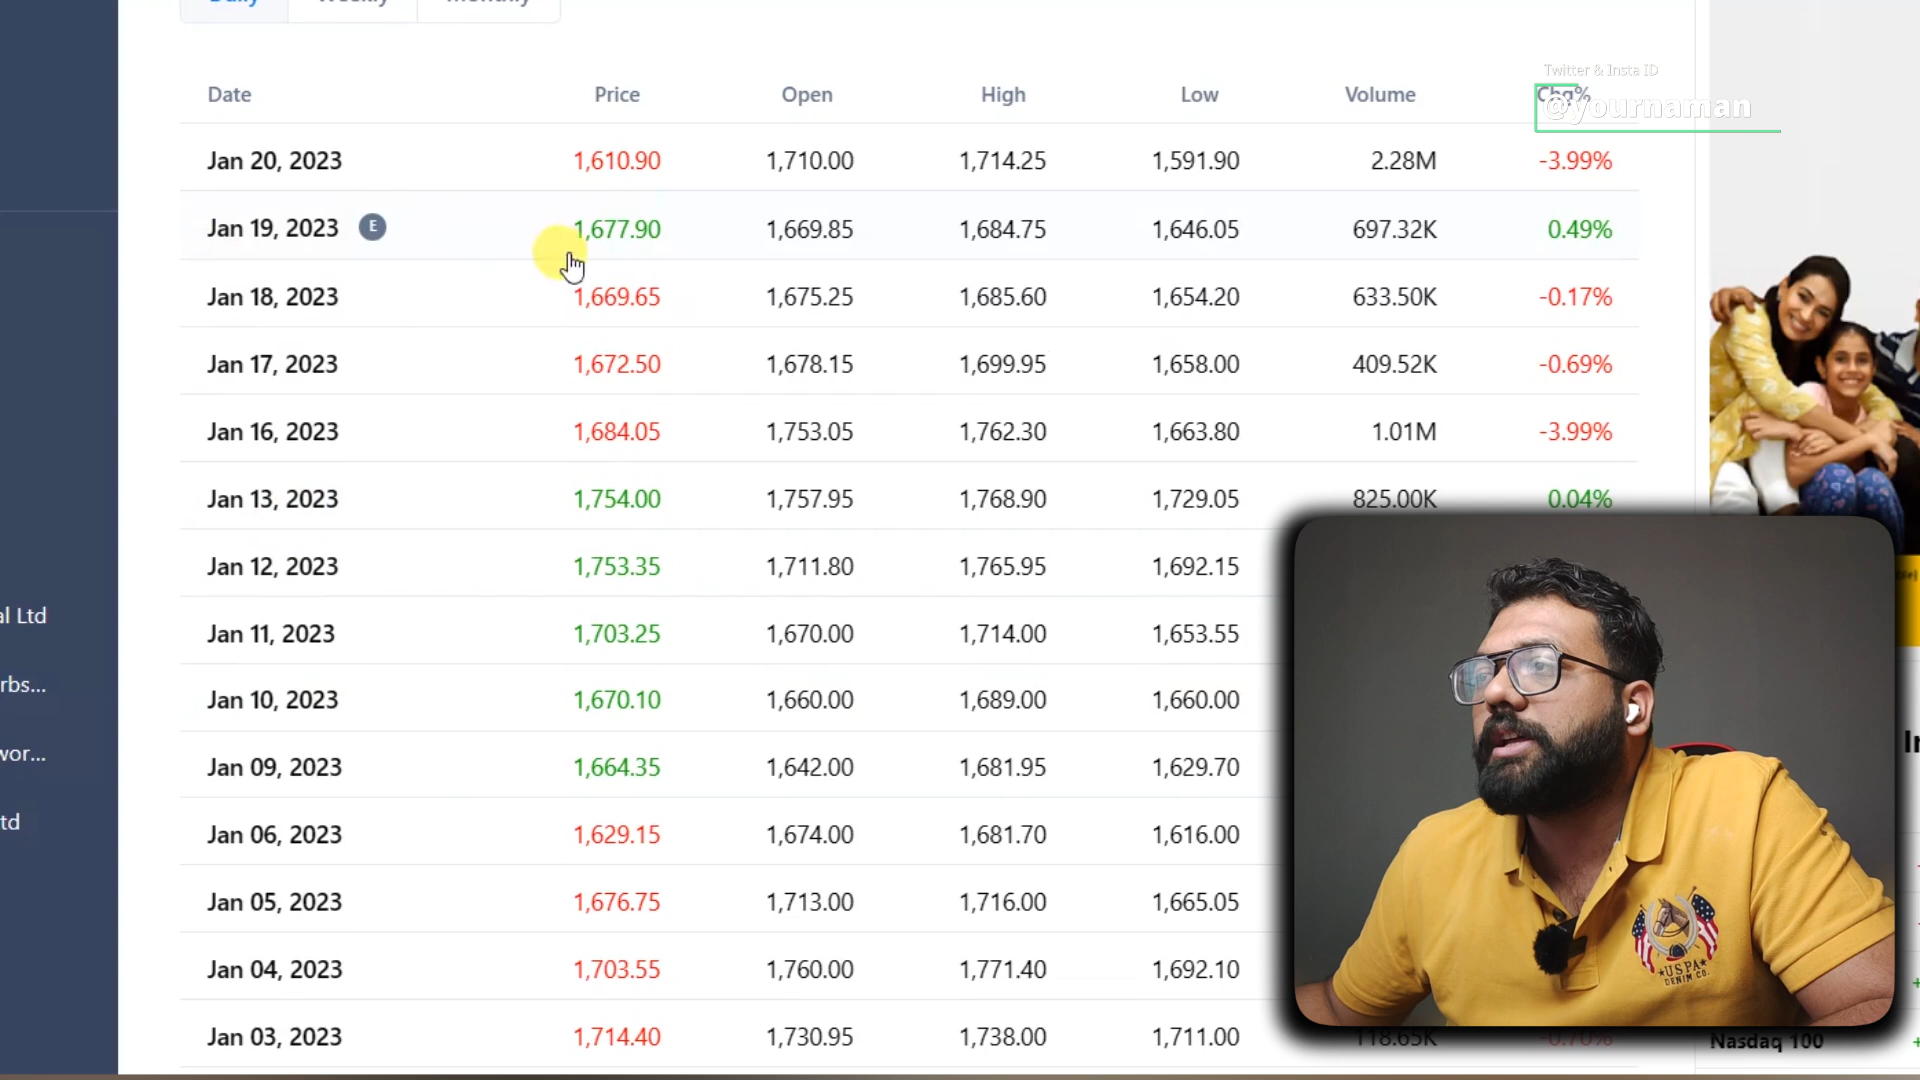 Daily Weekly Monthly
Twitter & Insta ID
@yournaman
Date Price Open High Low Volume Chg%
Jan 20, 2023 1,610.90 1,710.00 1,714.25 1,591.90 2.28M -3.99%
Jan 19, 2023 E 1,677.90 1,669.85 1,684.75 1,646.05 697.32K 0.49%
Jan 18, 2023 1,669.65 1,675.25 1,685.60 1,654.20 633.50K -0.17%
Jan 17, 2023 1,672.50 1,678.15 1,699.95 1,658.00 409.52K -0.69%
Jan 16, 2023 1,684.05 1,753.05 1,762.30 1,663.80 1.01M -3.99%
Jan 13, 2023 1,754.00 1,757.95 1,768.90 1,729.05 825.00K 0.04%
Jan 12, 2023 1,753.35 1,711.80 1,765.95 1,692.15
al Ltd
Jan 11, 2023 1,703.25 1,670.00 1,714.00 1,653.55
rbs...
Jan 10, 2023 1,670.10 1,660.00 1,689.00 1,660.00
wor...
Jan 09, 2023 1,664.35 1,642.00 1,681.95 1,629.70
td
Jan 06, 2023 1,629.15 1,674.00 1,681.70 1,616.00
Jan 05, 2023 1,676.75 1,713.00 1,716.00 1,665.05
Jan 04, 2023 1,703.55 1,760.00 1,771.40 1,692.10
USPA
DENIM CO.
Jan 03, 2023 1,714.40 1,730.95 1,738.00 1,711.00 118.65K -0.70%
Nasdaq 100